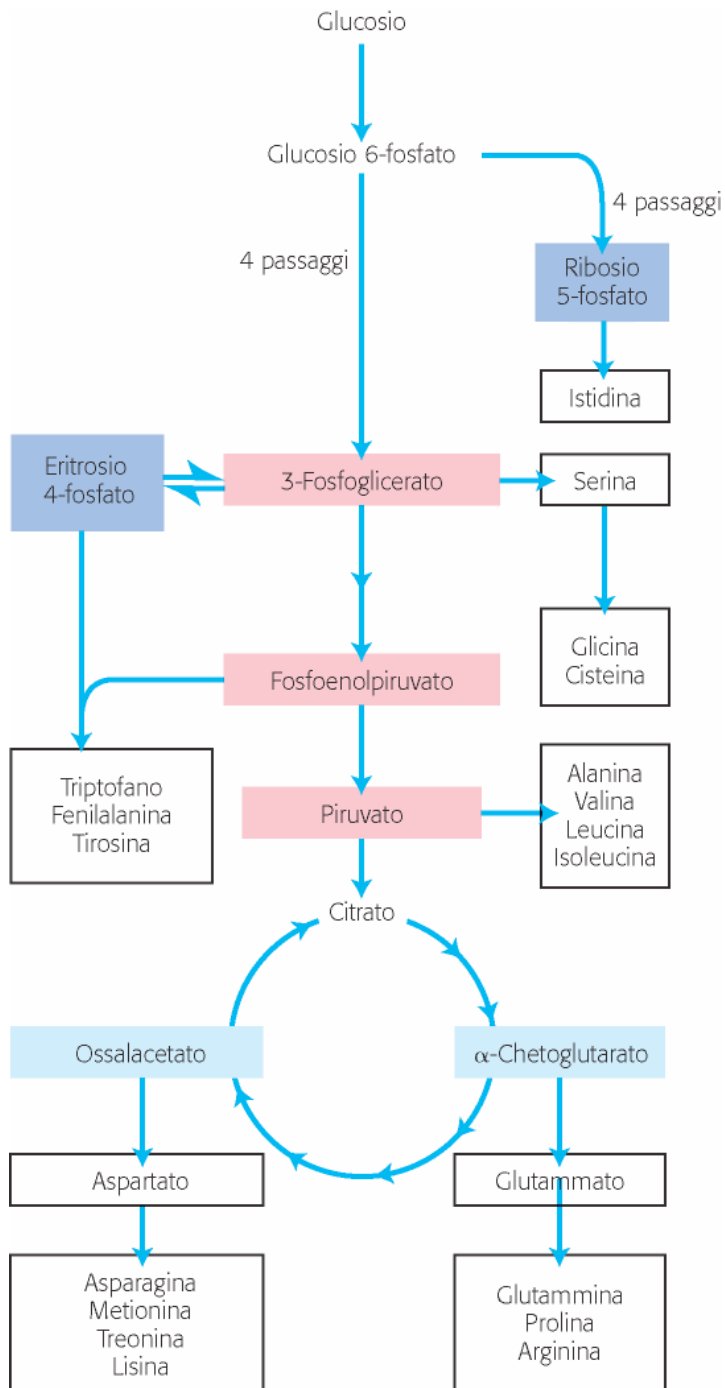 Glucosio
Glucosio 6-fosfato
4 passaggi
4 passaggi
Ribosio
5-fosfato
Istidina
Eritrosio
4-fosfato
3-Fosfoglicerato
Serina
Glicina
Cisteina
Fosfoenolpiruvato
Triptofano
Fenilalanina
Tirosina
Piruvato
Alanina
Valina
Leucina
Isoleucina
Citrato
Ossalacetato
α-Chetoglutarato
Aspartato
Glutammato
Asparagina
Metionina
Treonina
Lisina
Glutammina
Prolina
Arginina